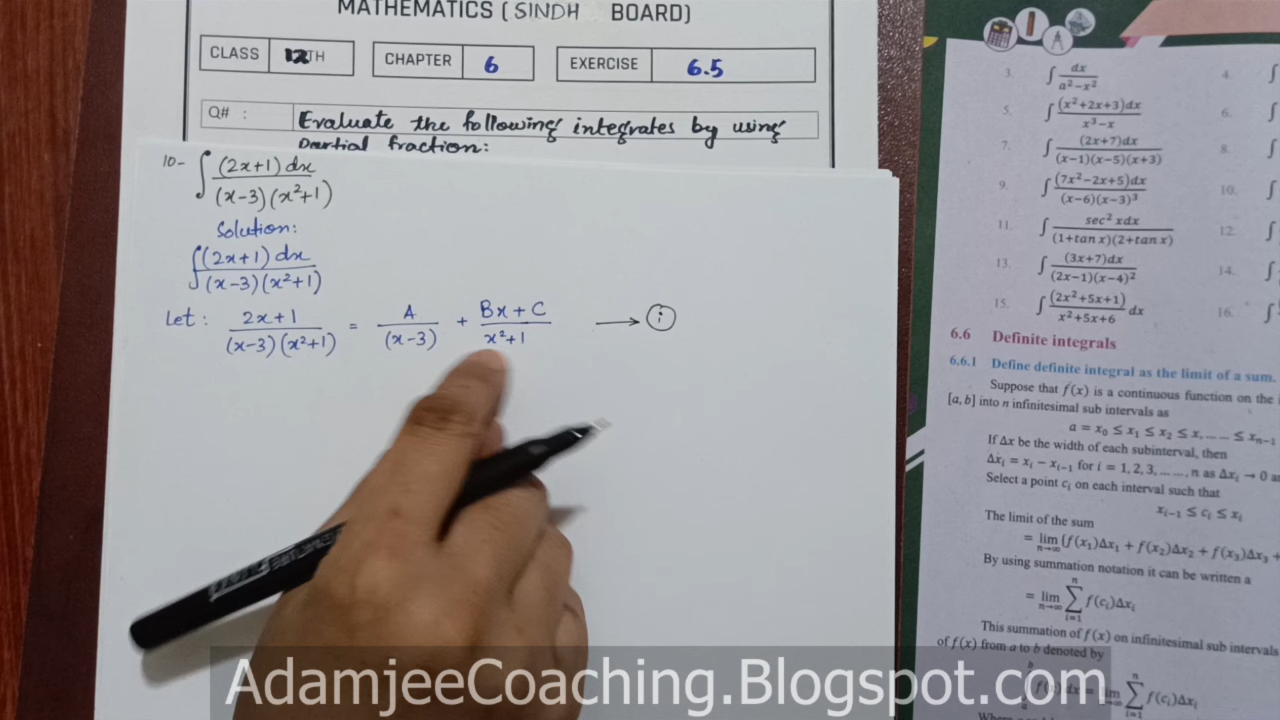 MATHEMATICS ( SINDH BOARD)
CLASS 12TH CHAPTER 6 EXERCISE 6.5
Q# : Evaluate the following integrates by using
Partial fraction:
10- ∫ (2x+1) dx / (x-3)(x²+1)
Solution:
∫ (2x+1) dx / (x-3)(x²+1)
Let : 2x+1 / (x-3)(x²+1) = A / (x-3) + Bx+C / x²+1 → (i)
3. ∫ dx / a²-x² 4. ∫
5. ∫ (x²+2x+3)dx / x³-x 6. ∫
7. ∫ (2x+7)dx / (x-1)(x-5)(x+3) 8. ∫
9. ∫ (7x²-2x+5)dx / (x-6)(x-3)³ 10. ∫
11. ∫ sec² xdx / (1+tan x)(2+tan x) 12. ∫
13. ∫ (3x+7)dx / (2x-1)(x-4)² 14. ∫
15. ∫ (2x²+5x+1) / x²+5x+6 dx 16. ∫
6.6 Definite integrals
6.6.1 Define definite integral as the limit of a sum.
Suppose that f(x) is a continuous function on the
[a, b] into n infinitesimal sub intervals as
a = x₀ ≤ x₁ ≤ x₂ ≤ x, ...... ≤ xₙ₋₁
If Δx be the width of each subinterval, then
Δxᵢ = xᵢ - xᵢ₋₁ for i = 1, 2, 3, ......, n as Δxᵢ → 0
Select a point cᵢ on each interval such that
xᵢ₋₁ ≤ cᵢ ≤ xᵢ
The limit of the sum
= lim n→∞ {f(x₁)Δx₁ + f(x₂)Δx₂ + f(x₃)Δx₃ +
By using summation notation it can be written a
= lim n→∞ ∑ i=1 n f(cᵢ)Δxᵢ
This summation of f(x) on infinitesimal sub intervals
of f(x) from a to b denoted by
= lim n→∞ ∑ i=1 n f(cᵢ)Δxᵢ
AdamjeeCoaching.Blogspot.com